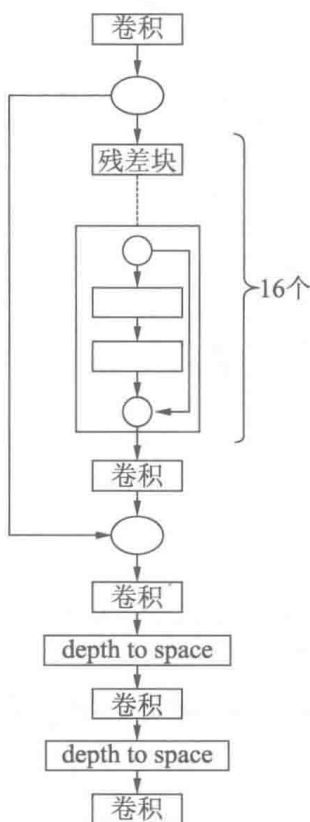 卷积
残差块
16个
卷积
卷积
depth to space
卷积
depth to space
卷积